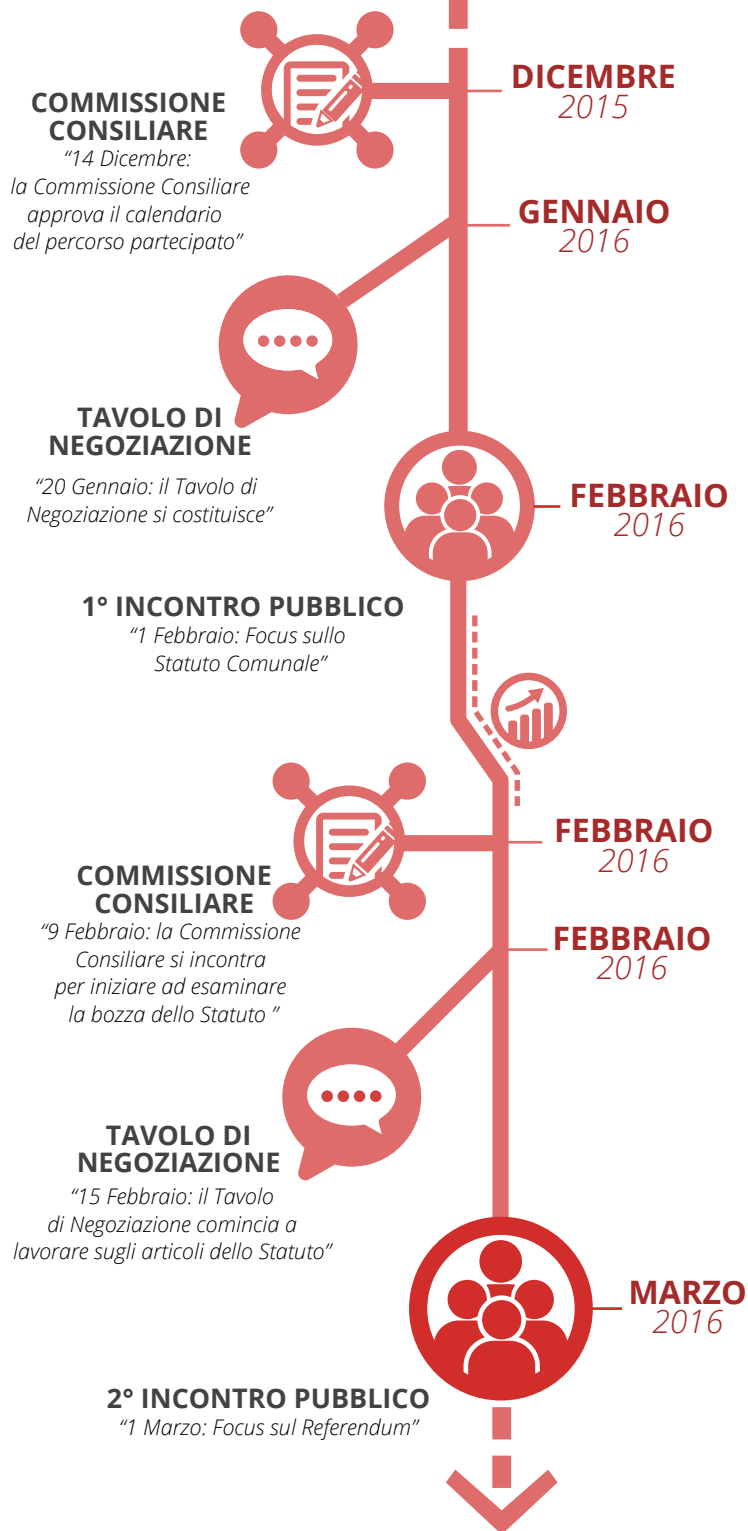 DICEMBRE
2015
COMMISSIONE
CONSILIARE
“14 Dicembre:
la Commissione Consiliare
approva il calendario
del percorso partecipato”
GENNAIO
2016
TAVOLO DI
NEGOZIAZIONE
“20 Gennaio: il Tavolo di
Negoziazione si costituisce”
FEBBRAIO
2016
1° INCONTRO PUBBLICO
“1 Febbraio: Focus sullo
Statuto Comunale”
FEBBRAIO
2016
COMMISSIONE
CONSILIARE
“9 Febbraio: la Commissione
Consiliare si incontra
per iniziare ad esaminare
la bozza dello Statuto ”
FEBBRAIO
2016
TAVOLO DI
NEGOZIAZIONE
“15 Febbraio: il Tavolo
di Negoziazione comincia a
lavorare sugli articoli dello Statuto”
MARZO
2016
2° INCONTRO PUBBLICO
“1 Marzo: Focus sul Referendum”